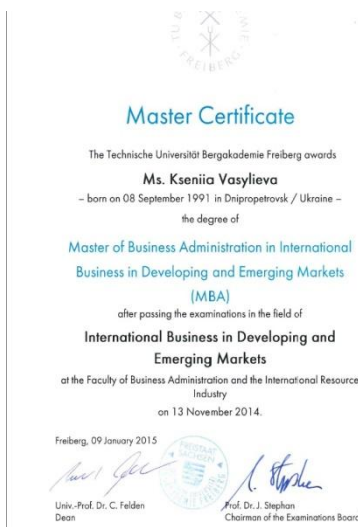 TU B
WIE
FREIBERG
Master Certificate
The Technische Universität Bergakademie Freiberg awards
Ms. Kseniia Vasylieva
– born on 08 September 1991 in Dnipropetrovsk / Ukraine –
the degree of
Master of Business Administration in International
Business in Developing and Emerging Markets
(MBA)
after passing the examinations in the field of
International Business in Developing and
Emerging Markets
at the Faculty of Business Administration and the International Resource
Industry
on 13 November 2014.
Freiberg, 09 January 2015
FREISTAAT
SACHSEN
Univ.-Prof. Dr. C. Felden
Dean
Prof. Dr. J. Stephan
Chairman of the Examinations Board